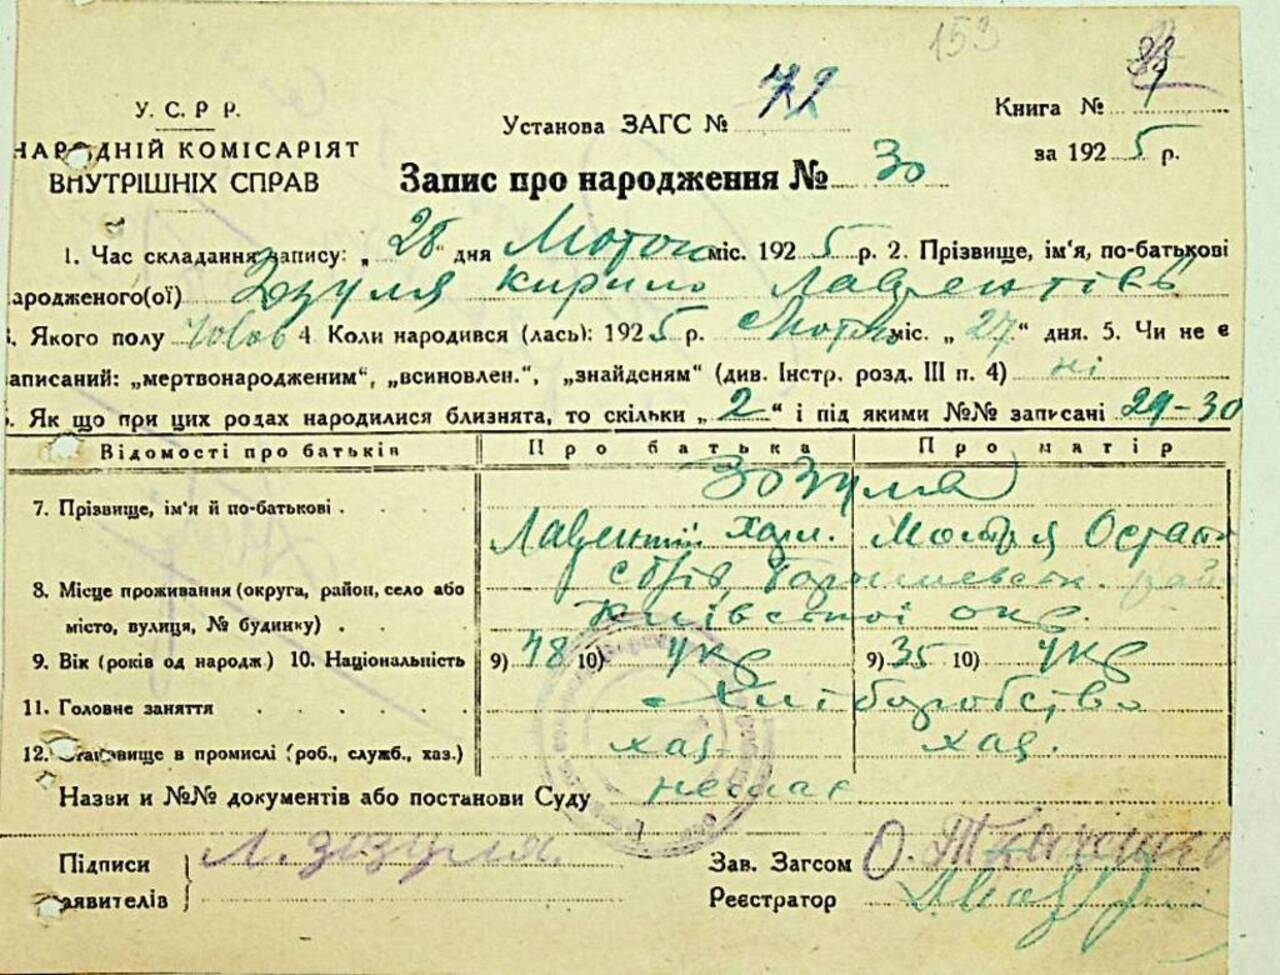 153
У. С. Р Р.
НАРОДНІЙ КОМІСАРІЯТ
ВНУТРІШНІХ СПРАВ
Установа ЗАГС № 72
Книга №
за 1925 р.
Запис про народження № 30
1. Час складання запису: „ 28 “ дня Лютого міс. 1925 р. 2. Прізвище, ім'я, по-батькові
ародженого(ої) Зозуля Кирило Лаврентіїв
. Якого полу чолов 4 Коли народився (лась): 1925 р. Лютого міс. „ 27 “ дня. 5. Чи не є
записаний: „мертвонародженим“, „всиновлен.“, „знайденям“ (див. Інстр. розд. III п. 4) ні
. Як що при цих родах народилися близнята, то скільки „ 2 “ і під якими №№ записані 29-30
Відомості про батьків Про батька Про матір
7. Прізвище, ім'я й по-батькові . . . . Зозуля
Лаврентій Хар. Мотря Остап
8. Місце проживання (округа, район, село або
місто, вулиця, № будинку) . . . Київської окр.
9. Вік (років од народж) 10. Національність 9) 48 10) укр 9) 35 10) укр
11. Головне заняття . . . . . . Хліборобство
12. Становище в промислі (роб., служб., хаз.) хаз. хаз.
Назви и №№ документів або постанови Суду немає
Підписи Л. Зозуля.
заявителів
Зав. Загсом О. Ткаченко
Реєстратор